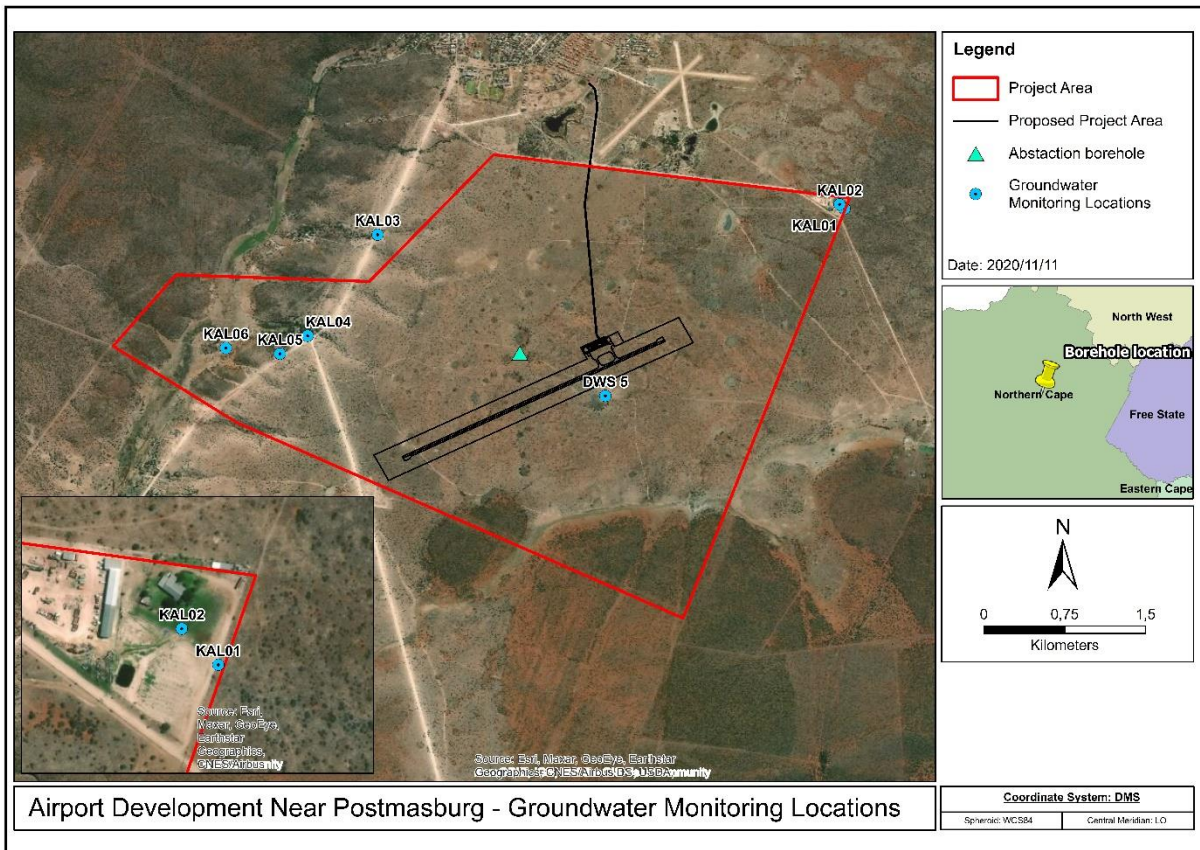 KAL02
KAL01
KAL03
KAL04
KAL06
KAL05
DWS 5
KAL02
KAL01
Source: Esri,
Maxar, GeoEye,
Earthstar
Geographics,
CNES/Airbus
Source: Esri, Maxar, GeoEye, Earthstar
Geographics, CNES/Airbus DS, USDA,
Legend
Project Area
Proposed Project Area
Abstaction borehole
Groundwater
Monitoring Locations
Date: 2020/11/11
North West
Borehole location
Northern Cape
Free State
Eastern Cape
N
0 0,75 1,5
Kilometers
Airport Development Near Postmasburg - Groundwater Monitoring Locations
Coordinate System: DMS
Spheroid: WCS84 Central Meridian: LO